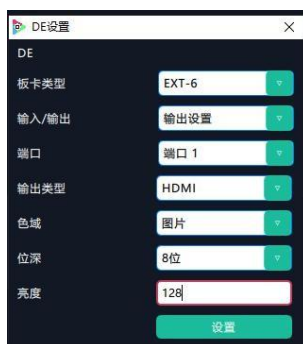 DE设置
DE
板卡类型 EXT-6
输入/输出 输出设置
端口 端口 1
输出类型 HDMI
色域 图片
位深 8位
亮度 128
设置